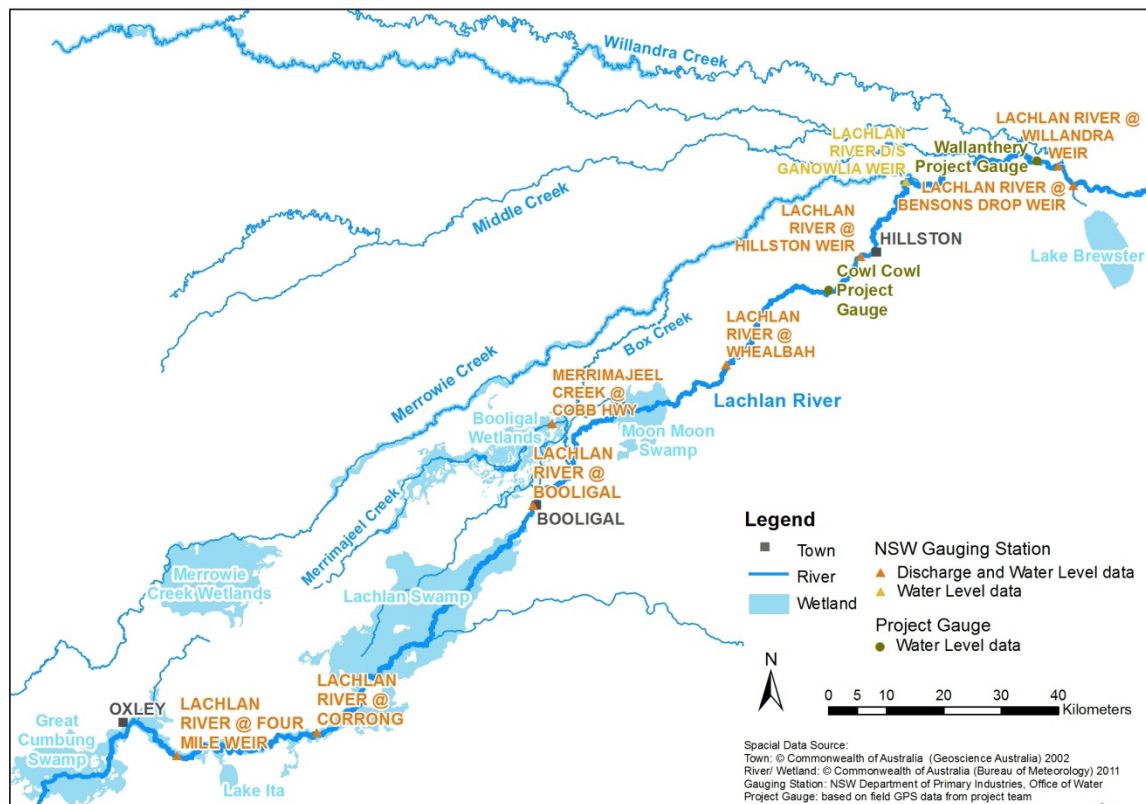 Willandra Creek
LACHLAN
RIVER D/S
GANOWLIA WEIR
Wallanthery
Project Gauge
LACHLAN RIVER @
WILLANDRA
WEIR
LACHLAN RIVER @
BENSONS DROP WEIR
Middle Creek
LACHLAN
RIVER @
HILLSTON WEIR
HILLSTON
Lake Brewster
Cowl Cowl
Project
Gauge
LACHLAN
RIVER @
WHEALBAH
Box Creek
Merrowie Creek
MERRIMAJEEL
CREEK @
COBB HWY
Lachlan River
Booligal
Wetlands
Moon Moon
Swamp
LACHLAN
RIVER @
BOOLIGAL
BOOLIGAL
Merrimajeel Creek
Merrowie
Creek Wetlands
Lachlan Swamp
OXLEY
LACHLAN
RIVER @ FOUR
MILE WEIR
LACHLAN
RIVER @
CORRONG
Great
Cumbung
Swamp
Lake Ita
Legend
Town
River
Wetland
NSW Gauging Station
Discharge and Water Level data
Water Level data
Project Gauge
Water Level data
N
0 5 10 20 30 40
Kilometers
Spacial Data Source:
Town: © Commonwealth of Australia (Geoscience Australia) 2002
River/ Wetland: © Commonwealth of Australia (Bureau of Meteorology) 2011
Gauging Station: NSW Department of Primary Industries, Office of Water
Project Gauge: based on field GPS data from project team